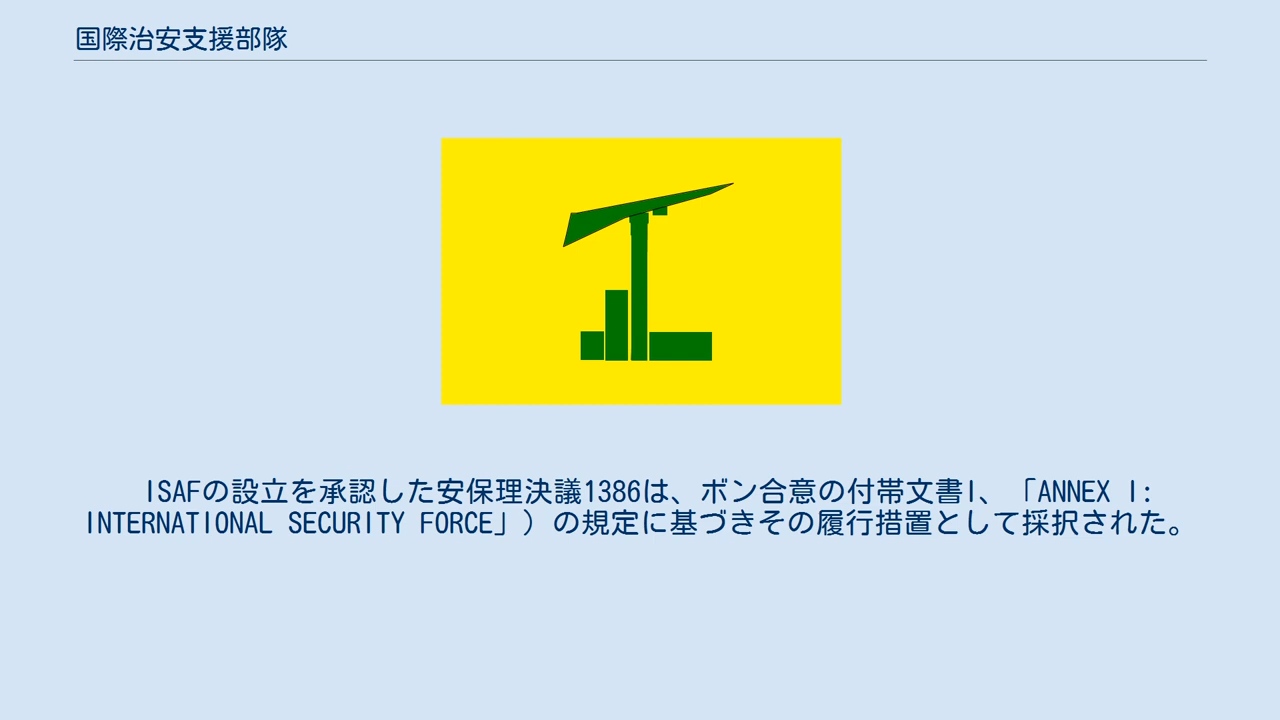 国際治安支援部隊
ISAFの設立を承認した安保理決議1386は、ボン合意の付帯文書I、「ANNEX I:
INTERNATIONAL SECURITY FORCE」）の規定に基づきその履行措置として採択された。